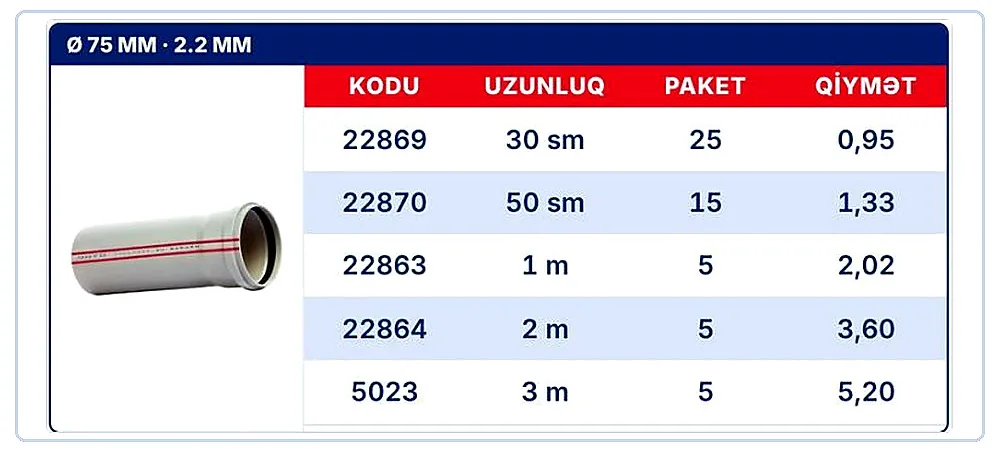 Ø 75 MM · 2.2 MM
KODU UZUNLUQ PAKET QİYMƏT
22869 30 sm 25 0,95
22870 50 sm 15 1,33
22863 1 m 5 2,02
22864 2 m 5 3,60
5023 3 m 5 5,20